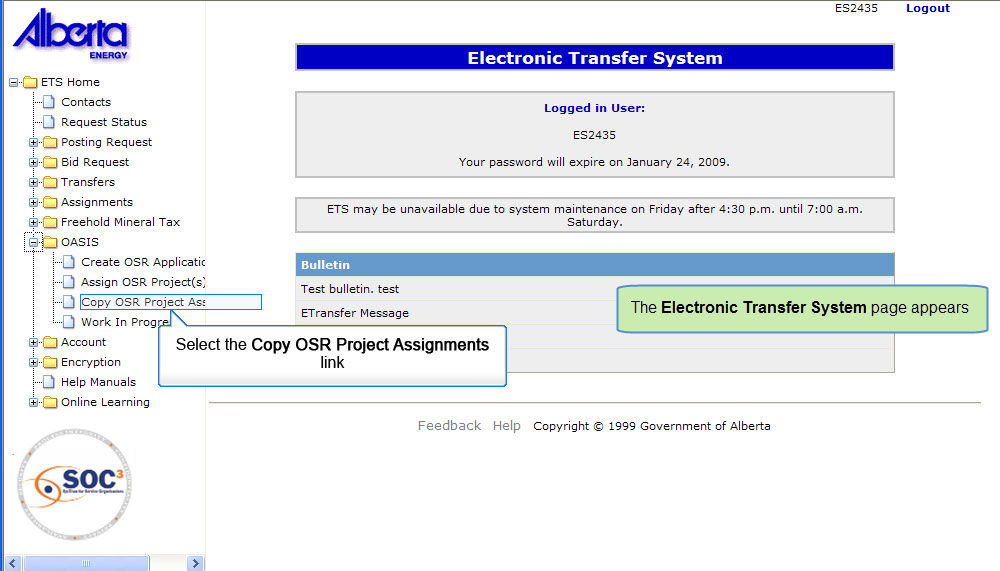 ES2435 Logout
Alberta
ENERGY
ETS Home
Contacts
Request Status
Posting Request
Bid Request
Transfers
Assignments
Freehold Mineral Tax
OASIS
Create OSR Applicatio
Assign OSR Project(s)
Copy OSR Project Ass
Work In Progre
Account
Encryption
Help Manuals
Online Learning
SOC3
SysTrust for Service Organizations
Electronic Transfer System
Logged in User:
ES2435
Your password will expire on January 24, 2009.
ETS may be unavailable due to system maintenance on Friday after 4:30 p.m. until 7:00 a.m.
Saturday.
Bulletin
Test bulletin. test
ETransfer Message
The Electronic Transfer System page appears
Select the Copy OSR Project Assignments
link
Feedback Help Copyright © 1999 Government of Alberta